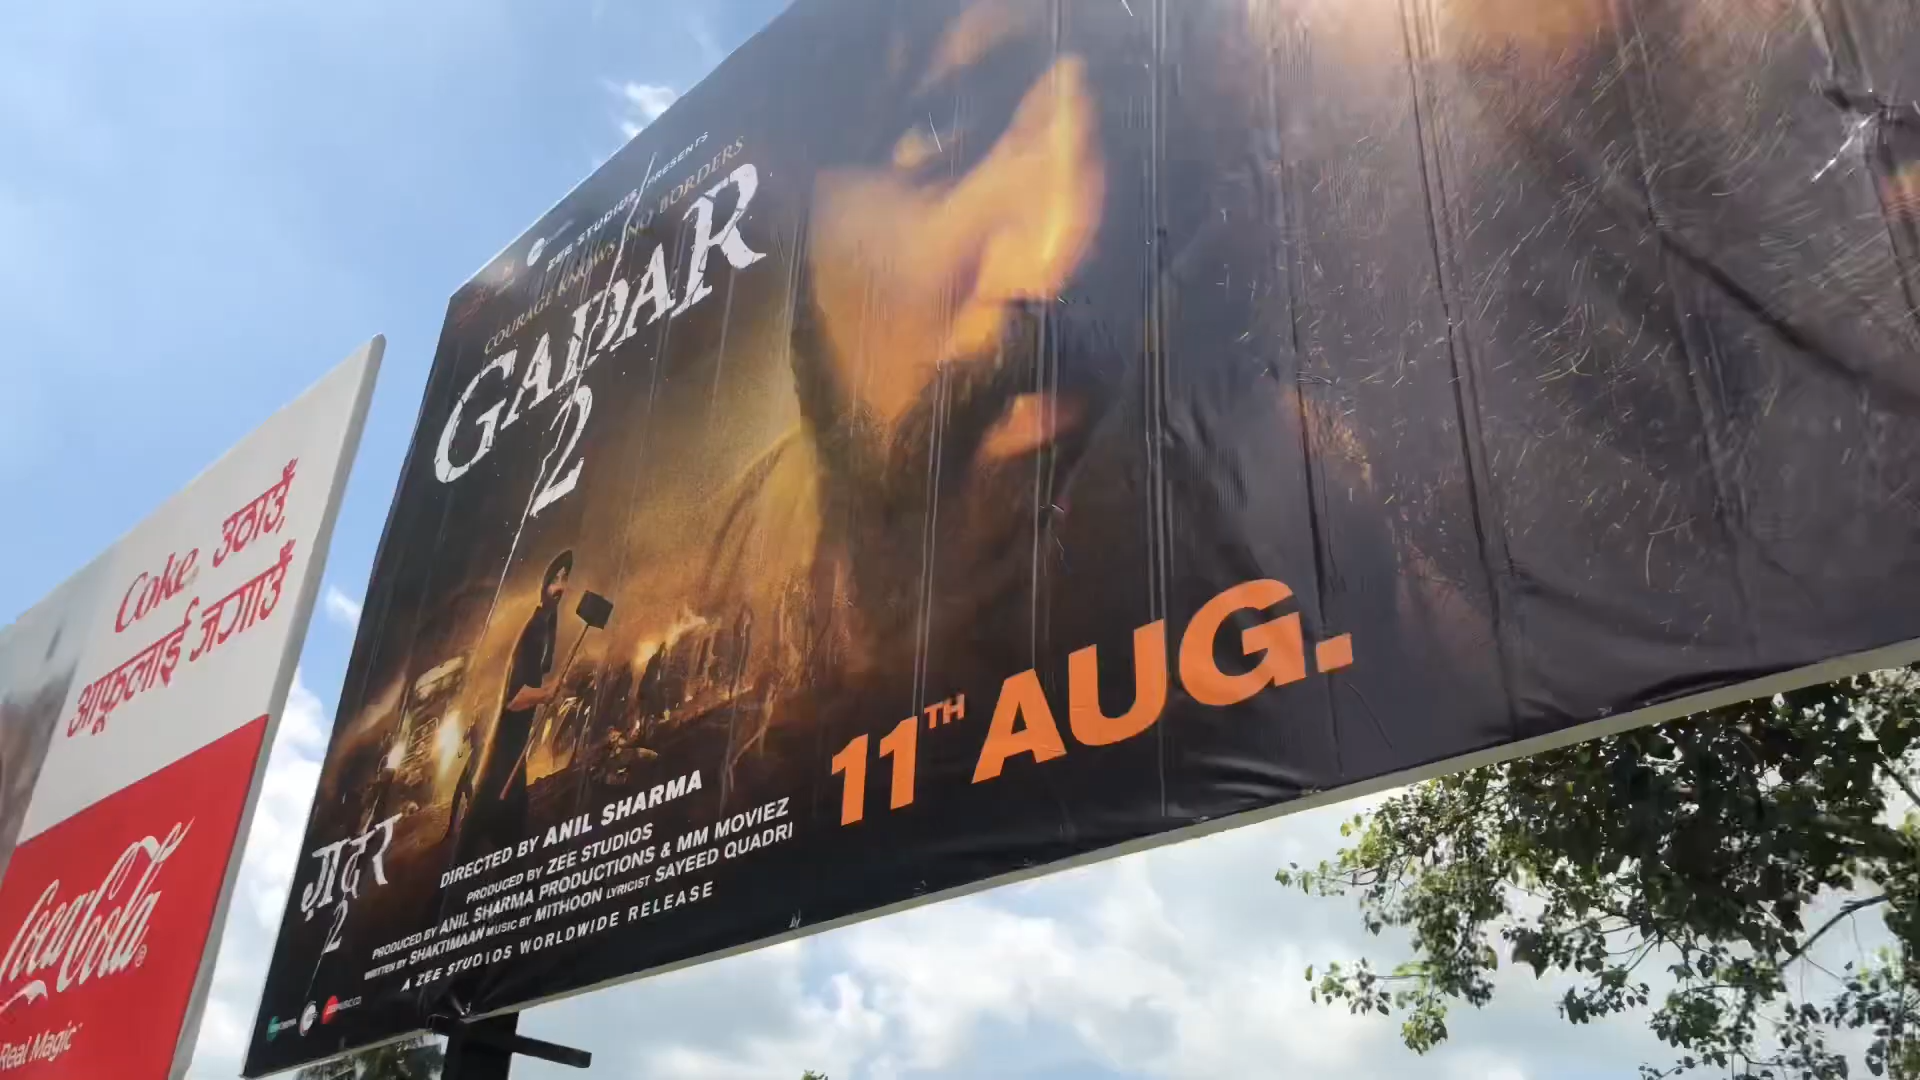 Coke, उठाउँ,
आफूलाई जगाउँ
Coca-Cola®
Real Magic
ZEE STUDIOS PRESENTS
COURAGE KNOWS NO BORDERS
GADAR
2
11TH AUG.
DIRECTED BY ANIL SHARMA
PRODUCED BY ZEE STUDIOS
PRODUCED BY ANIL SHARMA PRODUCTIONS & MM MOVIEZ
WRITTEN BY SHAKTIMAAN MUSIC BY MITHOON LYRICIST SAYEED QUADRI
A ZEE STUDIOS WORLDWIDE RELEASE
ग़दर
2